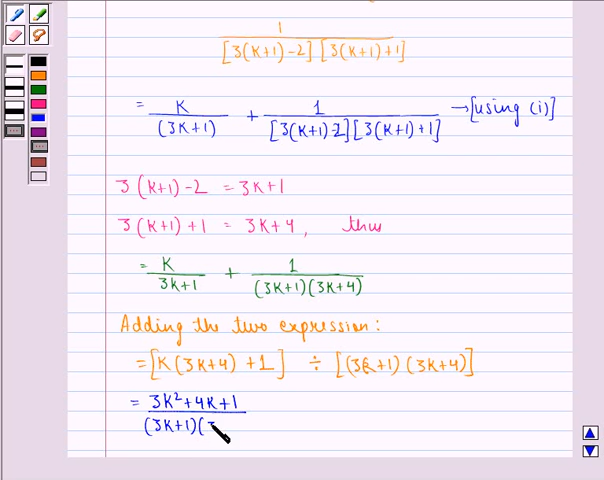 1
[3(k+1)-2] [3(k+1)+1]
= k/(3k+1) + 1/[3(k+1)-2][3(k+1)+1] →[using (i)]
3(k+1)-2 = 3k+1
3(k+1)+1 = 3k+4, thus
= k/3k+1 + 1/(3k+1)(3k+4)
Adding the two expression:
= [k(3k+4)+1] ÷ [(3k+1)(3k+4)]
= 3k²+4k+1
(3k+1)(3